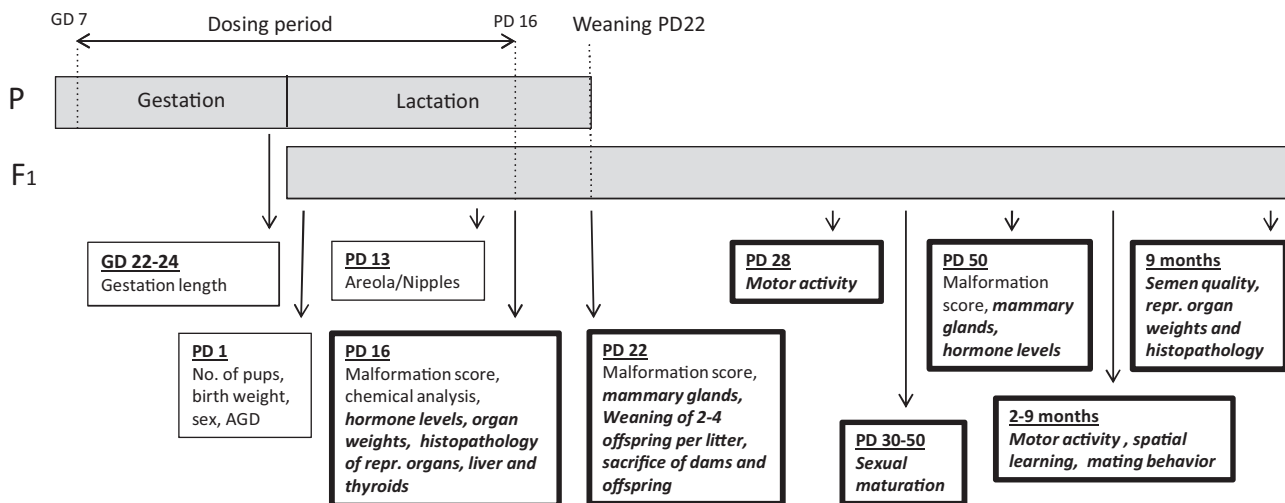 GD 7
Dosing period
PD 16
Weaning PD22
P
Gestation
Lactation
F1
GD 22-24
Gestation length
PD 1
No. of pups,
birth weight,
sex, AGD
PD 13
Areola/Nipples
PD 16
Malformation score,
chemical analysis,
hormone levels, organ
weights, histopathology
of repr. organs, liver and
thyroids
PD 22
Malformation score,
mammary glands,
Weaning of 2-4
offspring per litter,
sacrifice of dams and
offspring
PD 28
Motor activity
PD 30-50
Sexual
maturation
PD 50
Malformation
score, mammary
glands,
hormone levels
2-9 months
Motor activity , spatial
learning, mating behavior
9 months
Semen quality,
repr. organ
weights and
histopathology